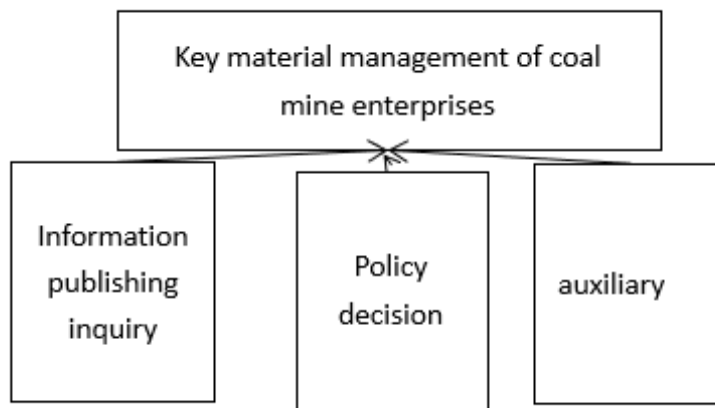 Key material management of coal
mine enterprises
Information
publishing
inquiry
Policy
decision
auxiliary